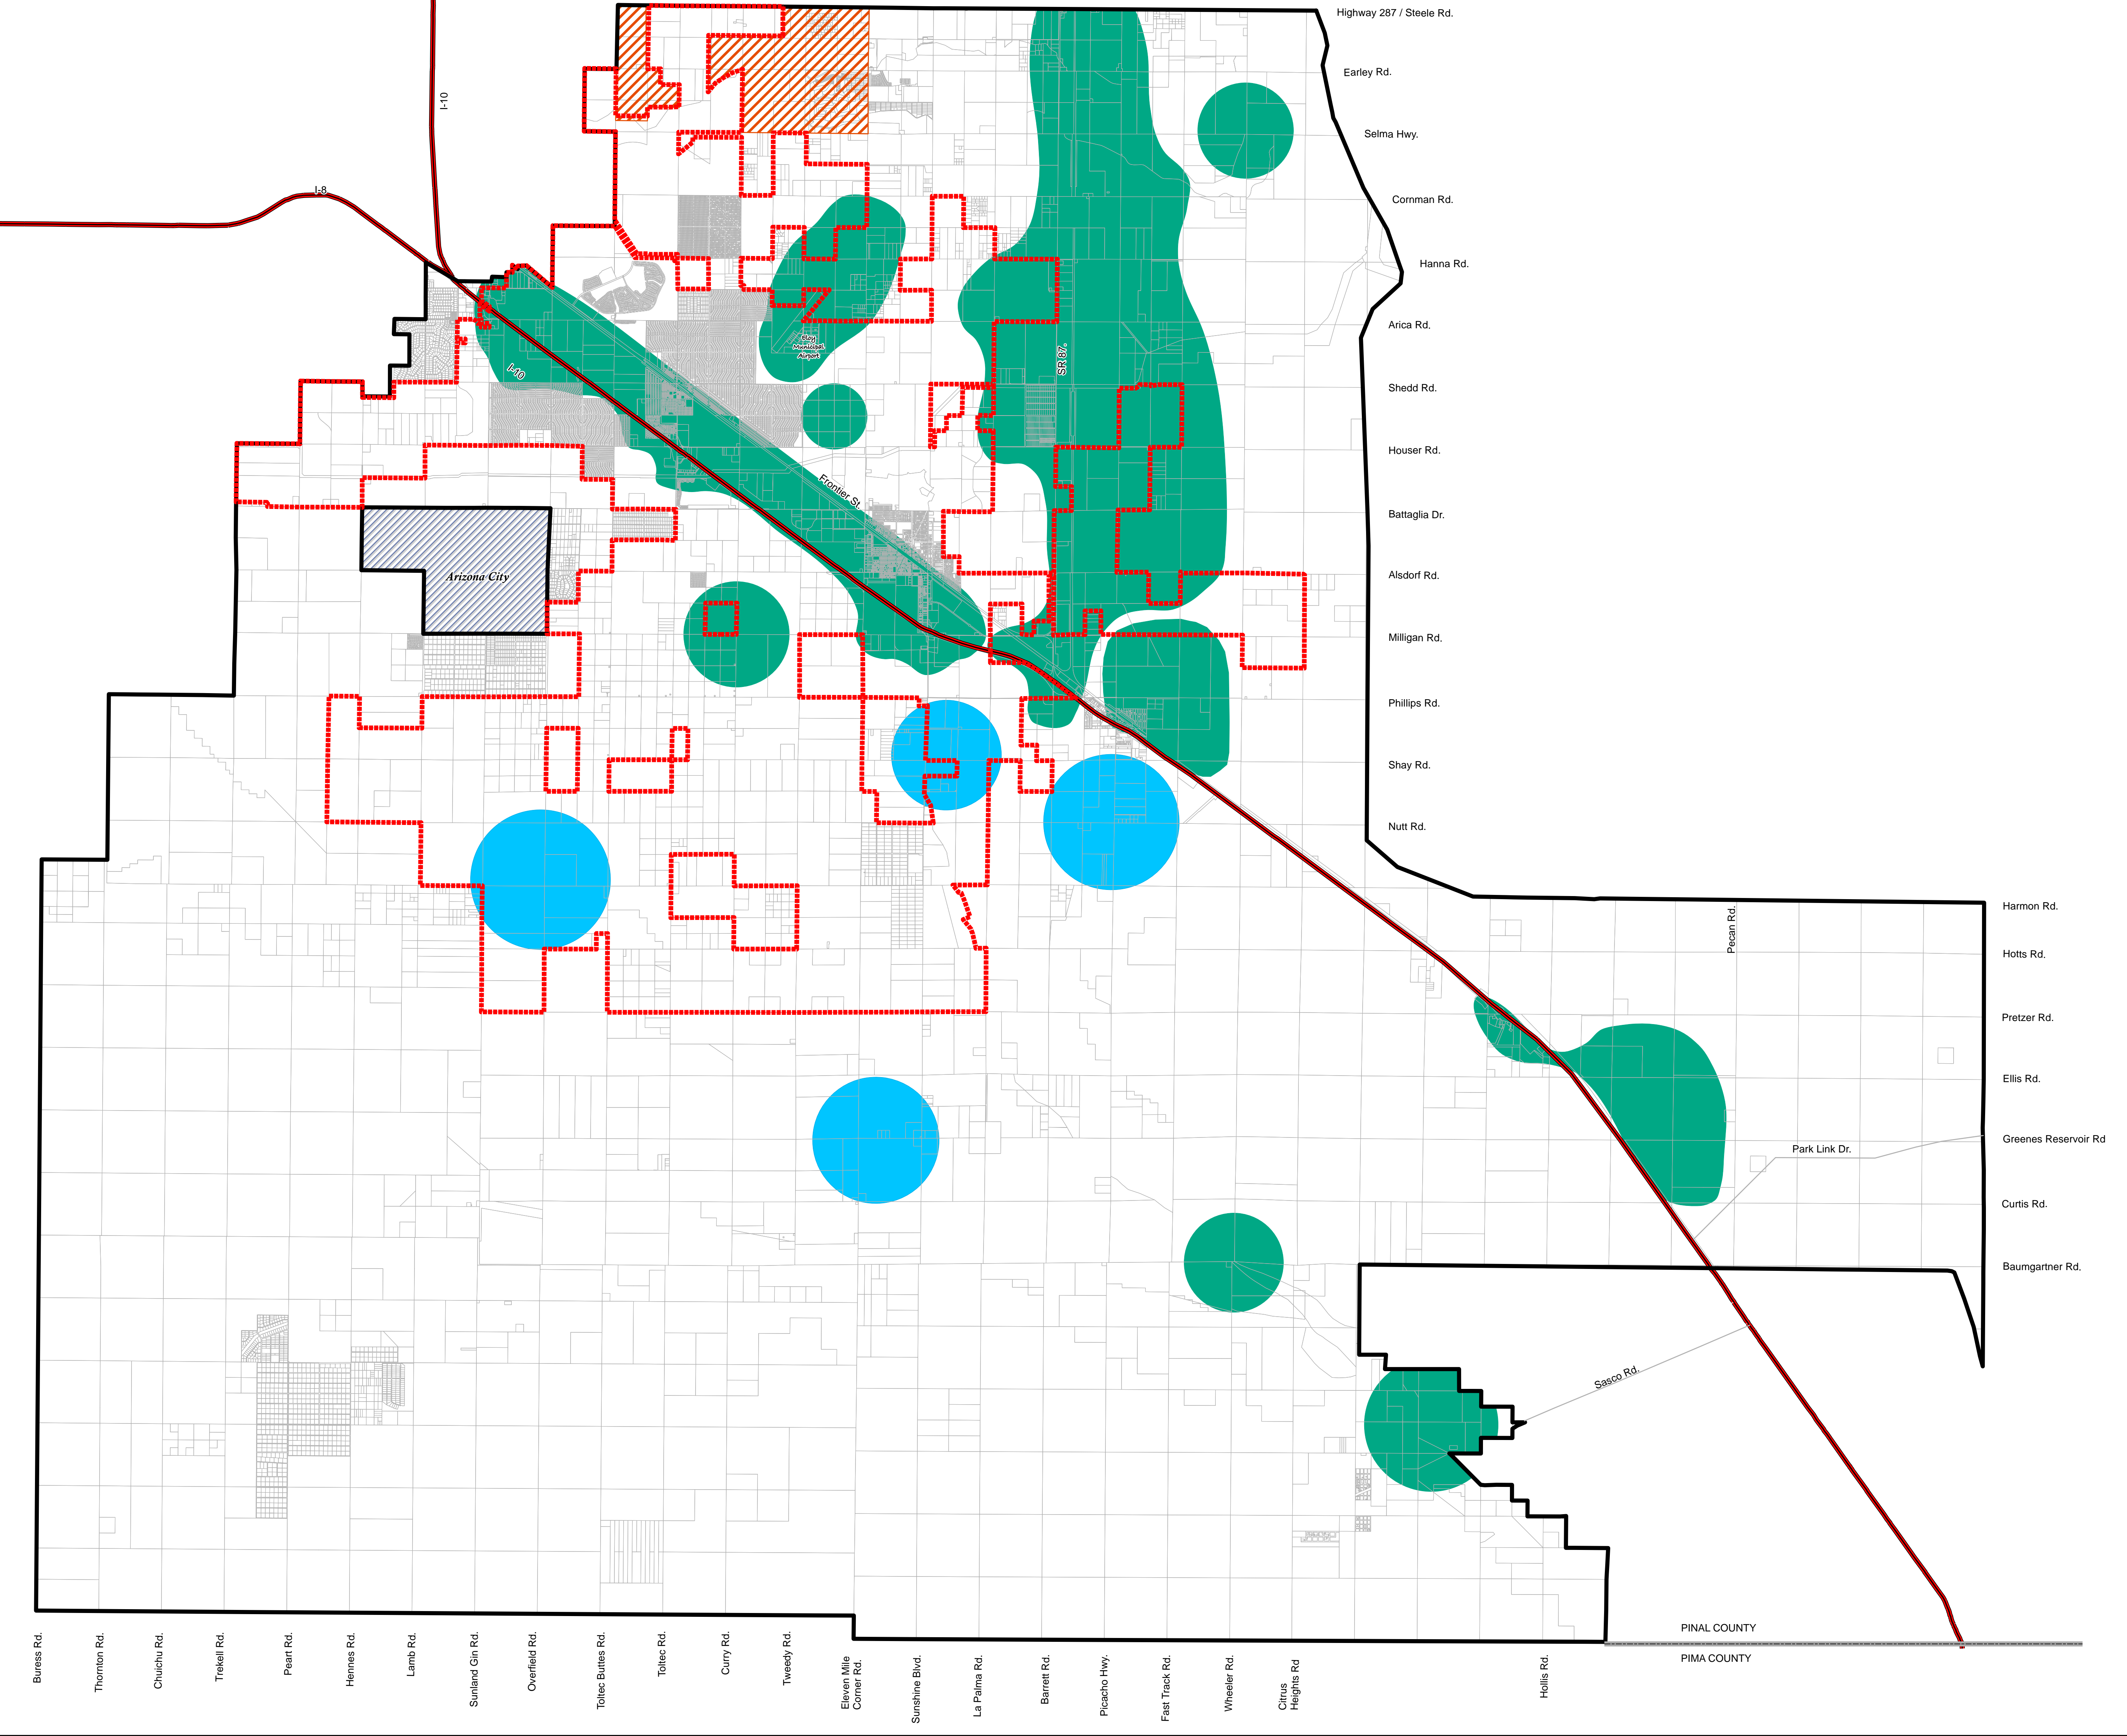 Highway 287 / Steele Rd.
Earley Rd.
I-10
Selma Hwy.
I-8
Cornman Rd.
Hanna Rd.
Arica Rd.
Eloy
Municipal
Airport
S.R. 87.
I-10
Shedd Rd.
Houser Rd.
Frontier St.
Battaglia Dr.
Arizona City
Alsdorf Rd.
Milligan Rd.
Phillips Rd.
Shay Rd.
Nutt Rd.
Harmon Rd.
Pecan Rd.
Hotts Rd.
Pretzer Rd.
Ellis Rd.
Greenes Reservoir Rd
Park Link Dr.
Curtis Rd.
Baumgartner Rd.
Sasco Rd.
PINAL COUNTY
PIMA COUNTY
Buress Rd.
Thornton Rd.
Chuichu Rd.
Trekell Rd.
Peart Rd.
Hennes Rd.
Lamb Rd.
Sunland Gin Rd.
Overfield Rd.
Toltec Buttes Rd.
Toltec Rd.
Curry Rd.
Tweedy Rd.
Eleven Mile
Corner Rd.
Sunshine Blvd.
La Palma Rd.
Barrett Rd.
Picacho Hwy.
Fast Track Rd.
Wheeler Rd.
Citrus
Heights Rd
Hollis Rd.